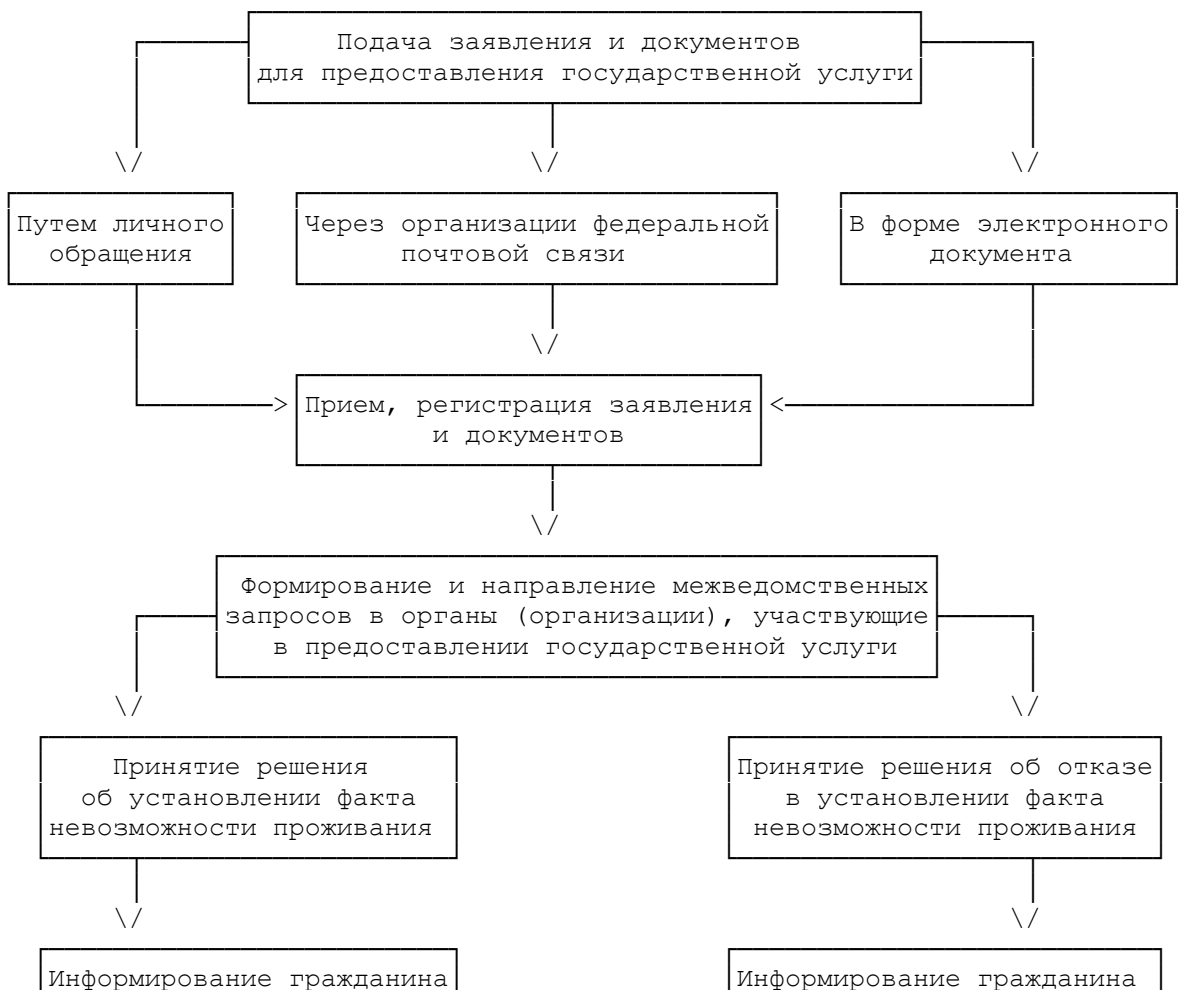 Подача заявления и документов
для предоставления государственной услуги
Путем личного
обращения
Через организации федеральной
почтовой связи
В форме электронного
документа
Прием, регистрация заявления
и документов
Формирование и направление межведомственных
запросов в органы (организации), участвующие
в предоставлении государственной услуги
Принятие решения
об установлении факта
невозможности проживания
Принятие решения об отказе
в установлении факта
невозможности проживания
Информирование гражданина
Информирование гражданина